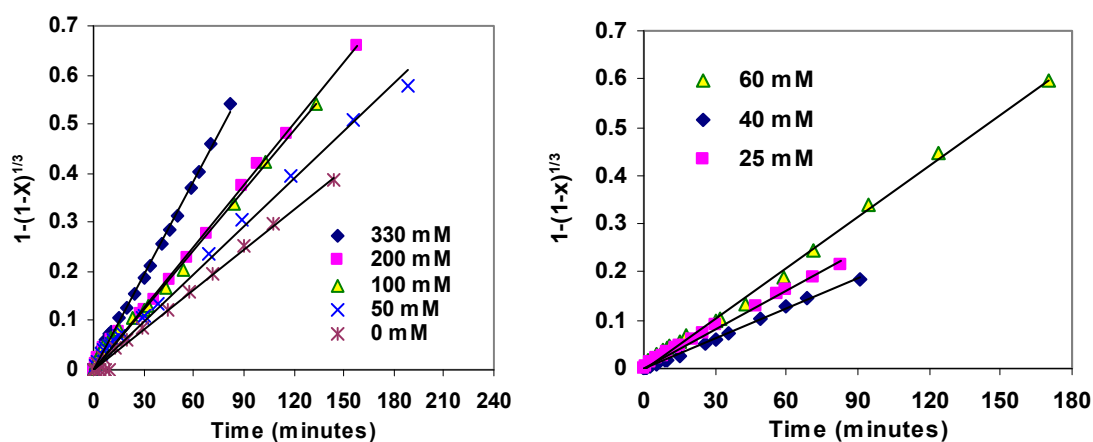 0.7
0.6
0.5
0.4
0.3
0.2
0.1
0
1-(1-X)^1/3
330 mM
200 mM
100 mM
50 mM
0 mM
0 30 60 90 120 150 180 210 240
Time (minutes)
0.7
0.6
0.5
0.4
0.3
0.2
0.1
0
1-(1-x)^1/3
60 mM
40 mM
25 mM
0 30 60 90 120 150 180
Time (minutes)